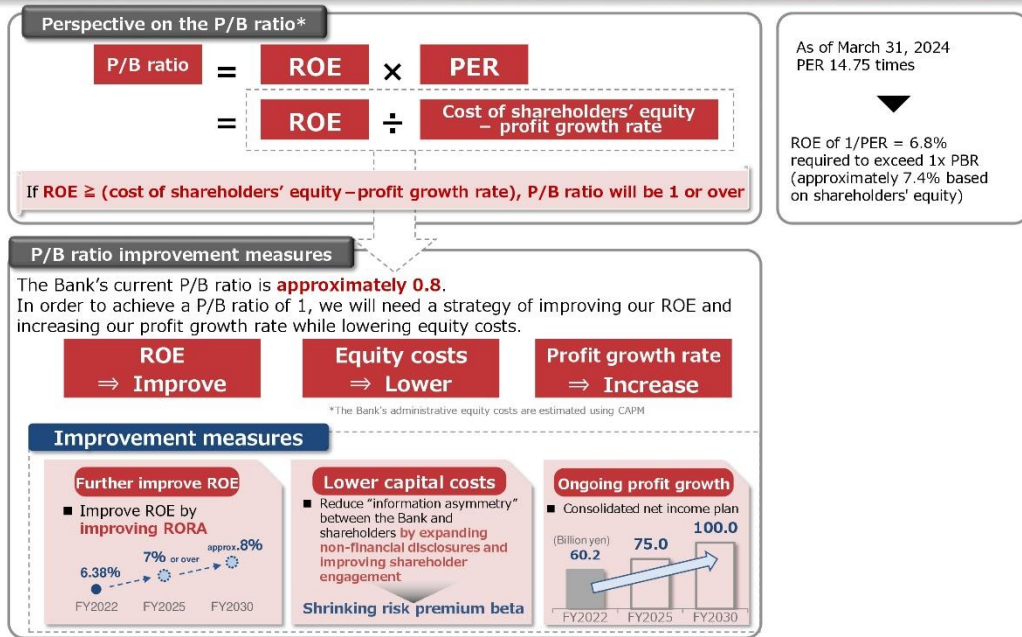 Perspective on the P/B ratio*
P/B ratio = ROE × PER
= ROE ÷ Cost of shareholders' equity
– profit growth rate
If ROE ≧ (cost of shareholders' equity – profit growth rate), P/B ratio will be 1 or over
As of March 31, 2024
PER 14.75 times
ROE of 1/PER = 6.8%
required to exceed 1x PBR
(approximately 7.4% based
on shareholders' equity)
P/B ratio improvement measures
The Bank's current P/B ratio is approximately 0.8.
In order to achieve a P/B ratio of 1, we will need a strategy of improving our ROE and
increasing our profit growth rate while lowering equity costs.
ROE
⇒ Improve
Equity costs
⇒ Lower
Profit growth rate
⇒ Increase
*The Bank's administrative equity costs are estimated using CAPM
Improvement measures
Further improve ROE
■ Improve ROE by
improving RORA
6.38%
7% or over
approx.8%
FY2022 FY2025 FY2030
Lower capital costs
■ Reduce "information asymmetry"
between the Bank and
shareholders by expanding
non-financial disclosures and
improving shareholder
engagement
Shrinking risk premium beta
Ongoing profit growth
■ Consolidated net income plan
(Billion yen)
60.2
75.0
100.0
FY2022 FY2025 FY2030